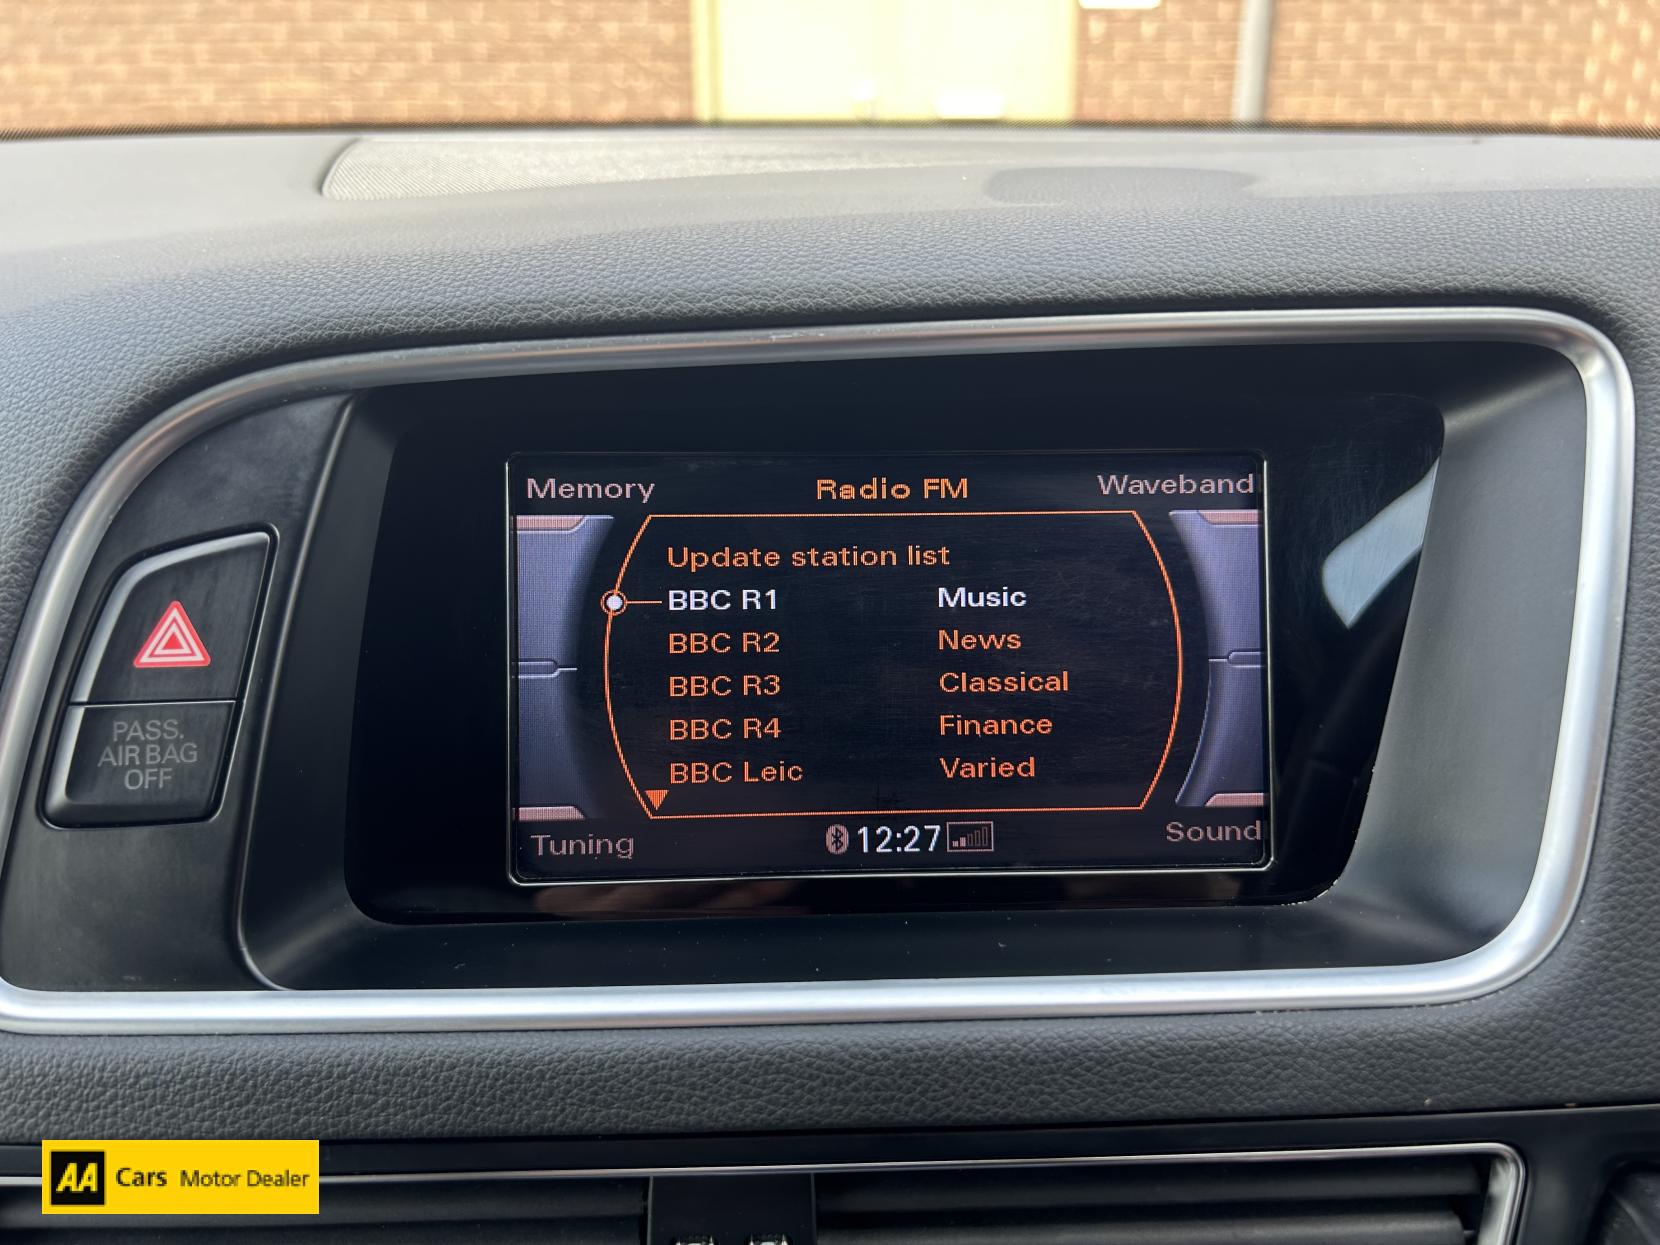 Memory Radio FM Waveband
Update station list
BBC R1 Music
BBC R2 News
BBC R3 Classical
BBC R4 Finance
BBC Leic Varied
Tuning 12:27 Sound
PASS.
AIR BAG
OFF
AA Cars Motor Dealer